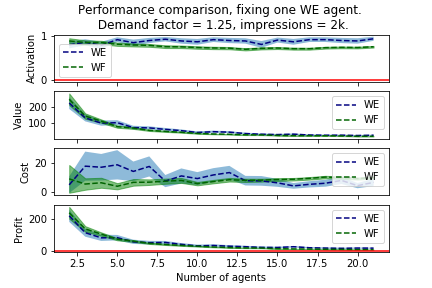 Performance comparison, fixing one WE agent.
Demand factor = 1.25, impressions = 2k.
1
0
Activation
WE
WF
200
100
Value
WE
WF
20
0
Cost
WE
WF
200
0
Profit
WE
WF
2.5 5.0 7.5 10.0 12.5 15.0 17.5 20.0
Number of agents